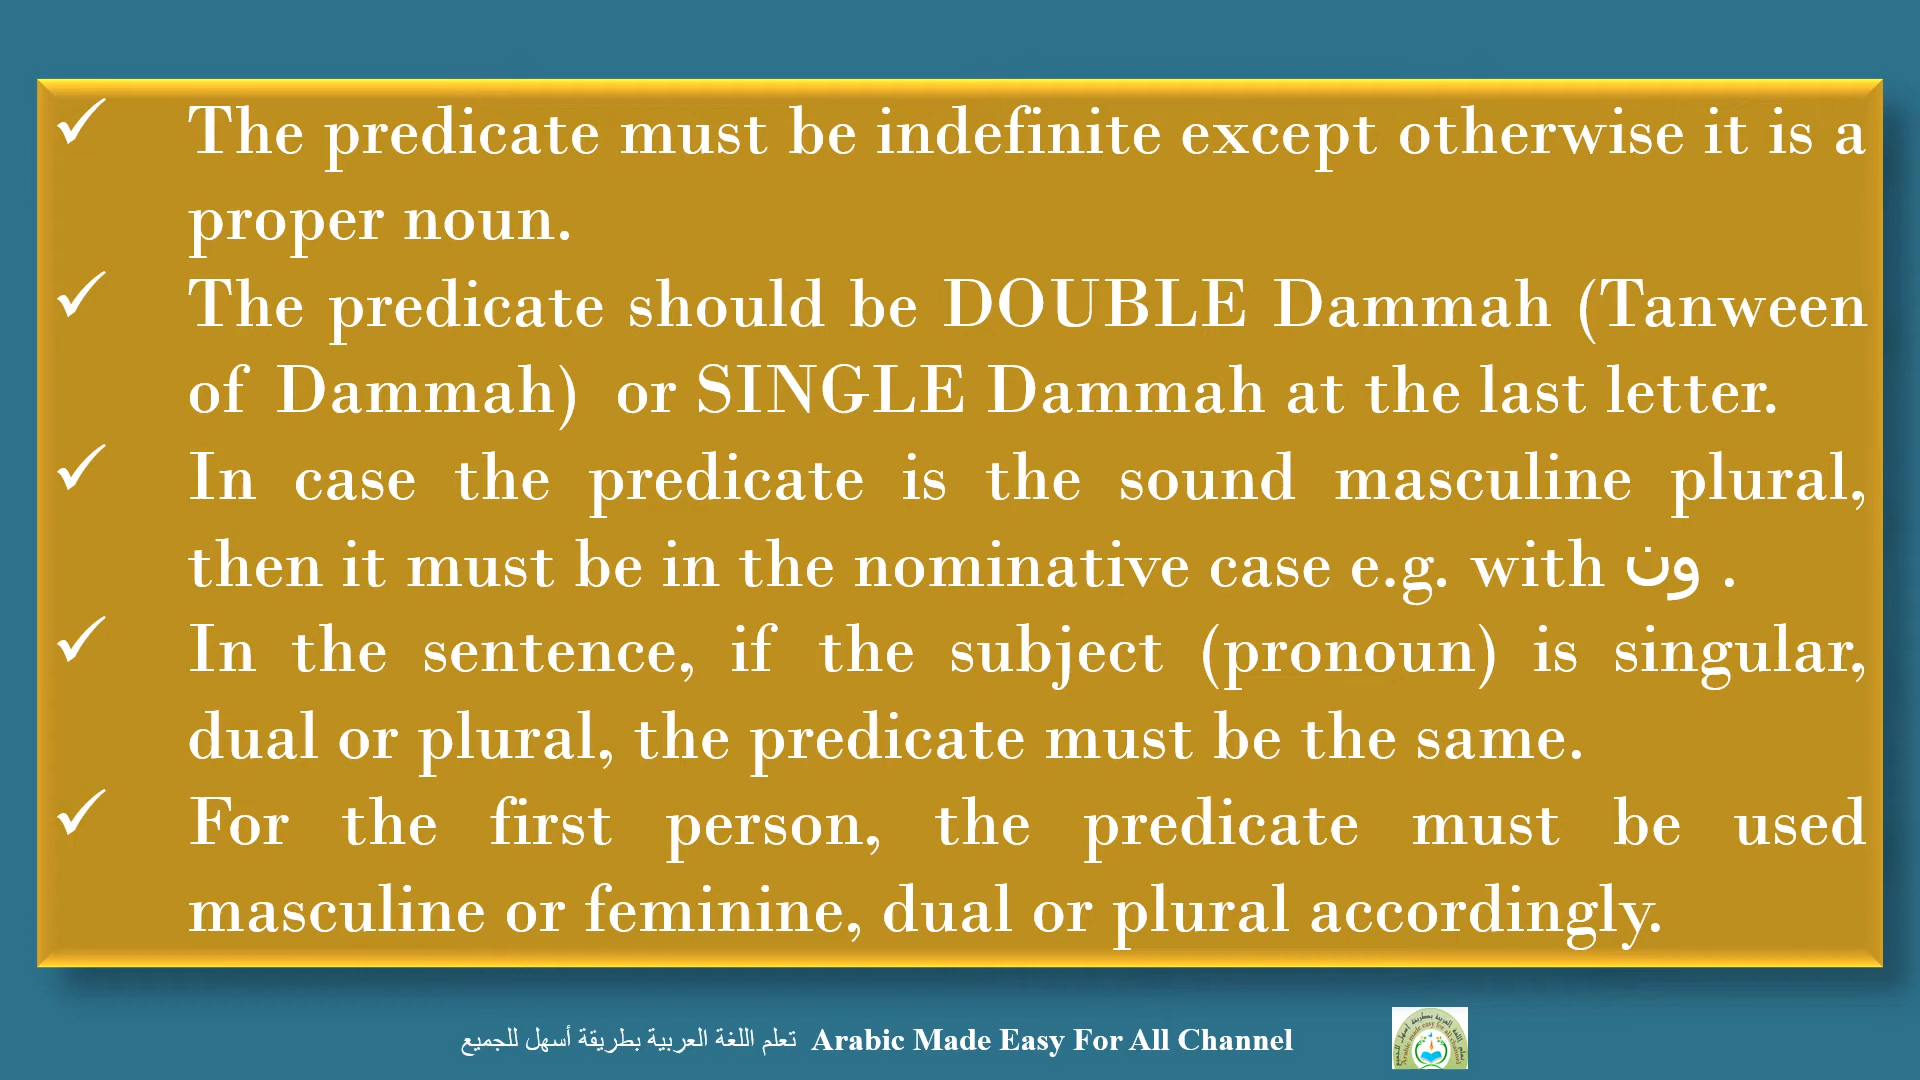 ✓ The predicate must be indefinite except otherwise it is a
proper noun.
✓ The predicate should be DOUBLE Dammah (Tanween
of Dammah) or SINGLE Dammah at the last letter.
✓ In case the predicate is the sound masculine plural,
then it must be in the nominative case e.g. with ون .
✓ In the sentence, if the subject (pronoun) is singular,
dual or plural, the predicate must be the same.
✓ For the first person, the predicate must be used
masculine or feminine, dual or plural accordingly.
تعلم اللغة العربية بطريقة أسهل للجميع Arabic Made Easy For All Channel